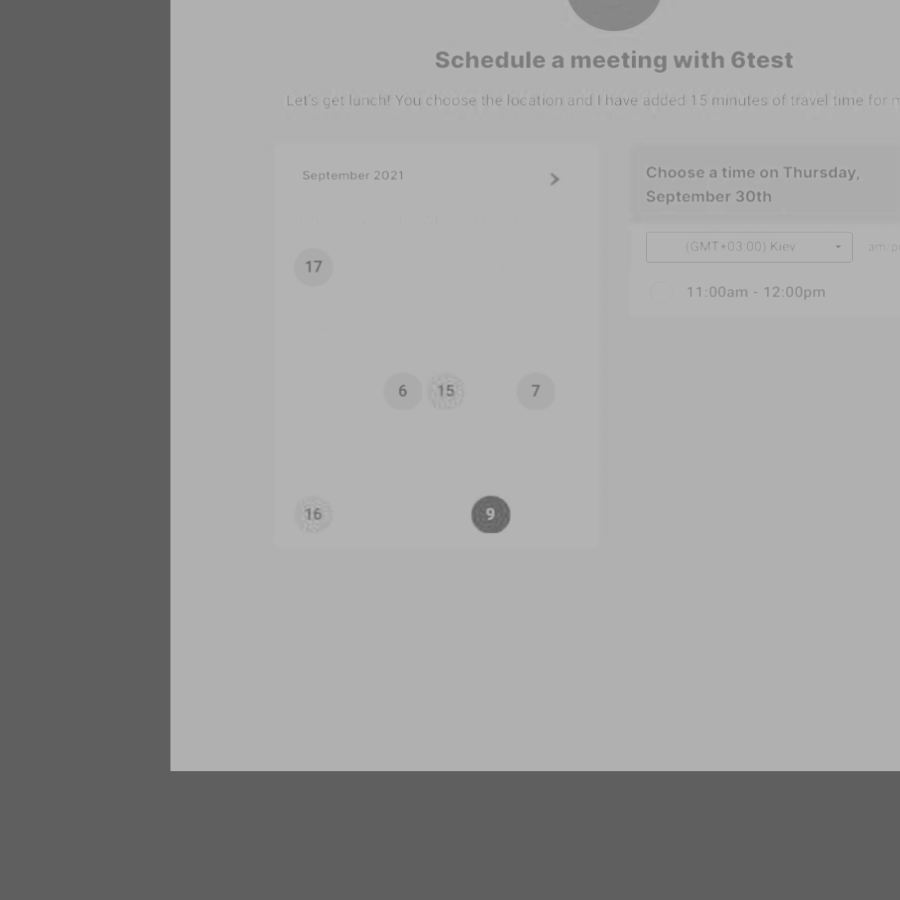 Schedule a meeting with 6test
Let's get lunch! You choose the location and I have added 15 minutes of travel time for
September 2021
Choose a time on Thursday,
September 30th
17
(GMT+03:00) Kiev
am
11:00am - 12:00pm
6 15 7
16 9